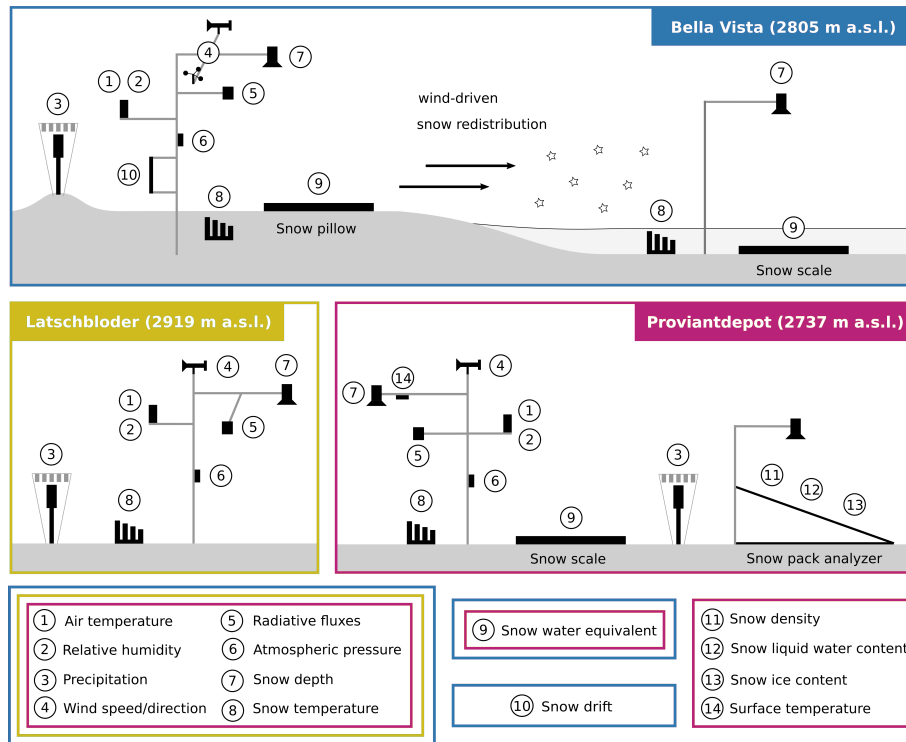 Bella Vista (2805 m a.s.l.)
4
7
7
1 2
5
3
wind-driven
snow redistribution
6
10
9
8
8
9
Snow pillow
Snow scale
Latschbloder (2919 m a.s.l.)
4
7
1
2
5
3
6
8
Proviantdepot (2737 m a.s.l.)
4
14
7
1
2
5
3
6
8
9
11
12
13
Snow scale
Snow pack analyzer
1 Air temperature
2 Relative humidity
3 Precipitation
4 Wind speed/direction
5 Radiative fluxes
6 Atmospheric pressure
7 Snow depth
8 Snow temperature
9 Snow water equivalent
10 Snow drift
11 Snow density
12 Snow liquid water content
13 Snow ice content
14 Surface temperature